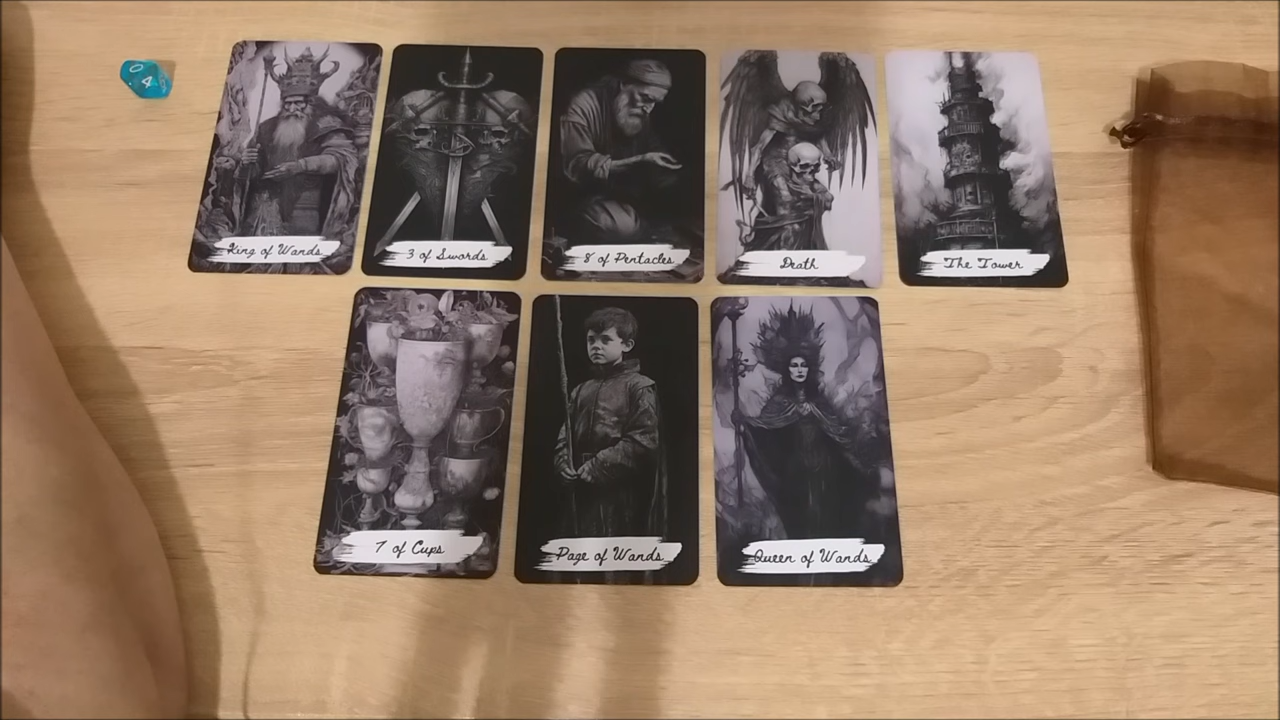 04
King of Wands
3 of Swords
8 of Pentacles
Death
The Tower
7 of Cups
Page of Wands
Queen of Wands